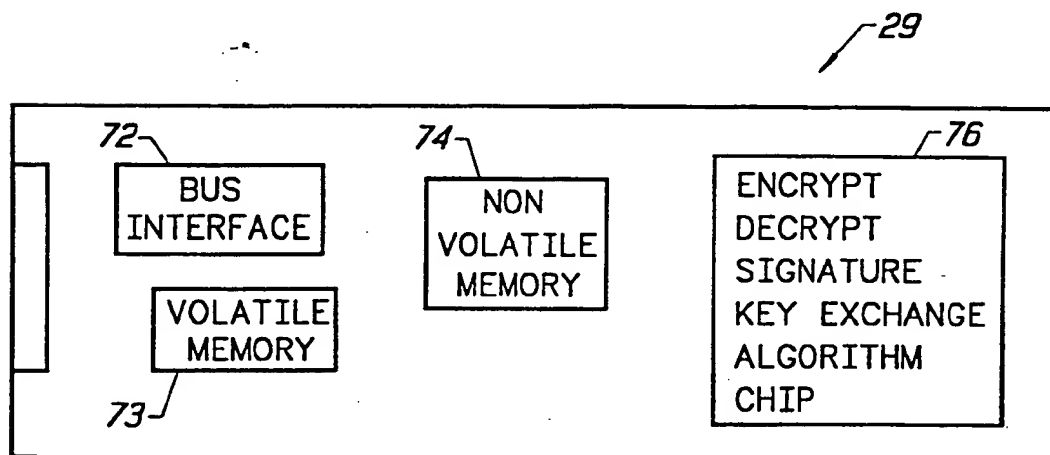 29
72
BUS
INTERFACE
74
NON
VOLATILE
MEMORY
76
ENCRYPT
DECRYPT
SIGNATURE
KEY EXCHANGE
ALGORITHM
CHIP
VOLATILE
MEMORY
73